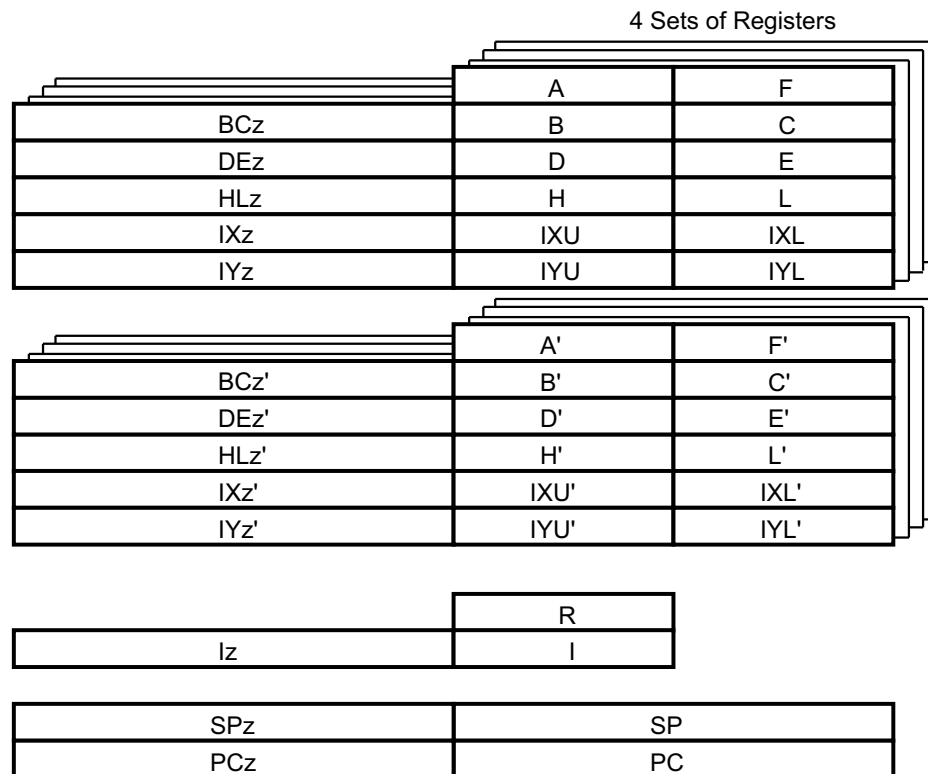 4 Sets of Registers
A F
BCz B C
DEz D E
HLz H L
IXz IXU IXL
IYz IYU IYL
A' F'
BCz' B' C'
DEz' D' E'
HLz' H' L'
IXz' IXU' IXL'
IYz' IYU' IYL'
R
Iz I
SPz SP
PCz PC